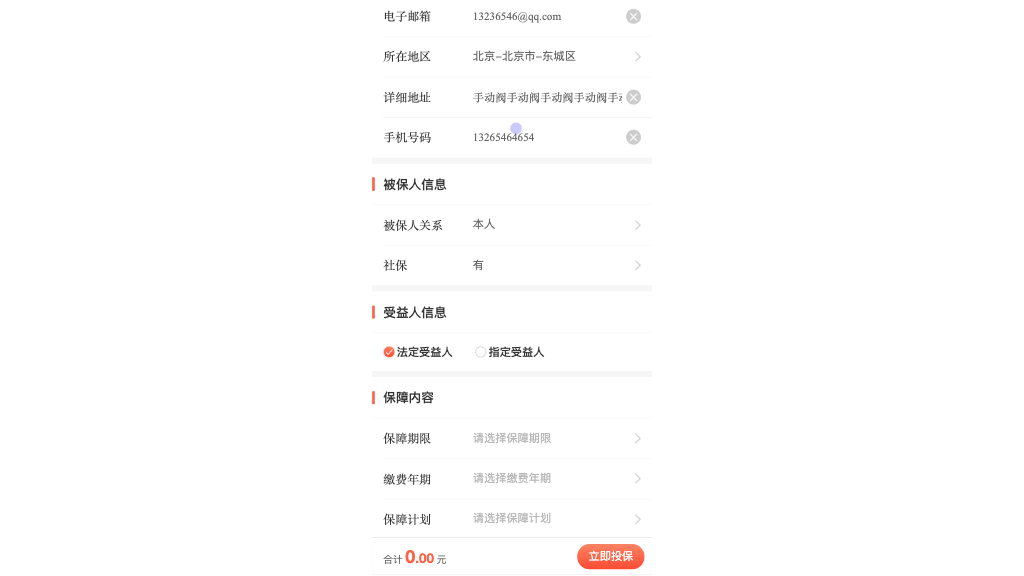 电子邮箱 13236546@qq.com
所在地区 北京-北京市-东城区
详细地址 手动阀手动阀手动阀手动阀手
手机号码 13265464654
被保人信息
被保人关系 本人
社保 有
受益人信息
法定受益人 指定受益人
保障内容
保障期限 请选择保障期限
缴费年期 请选择缴费年期
保障计划 请选择保障计划
合计 0.00 元 立即投保